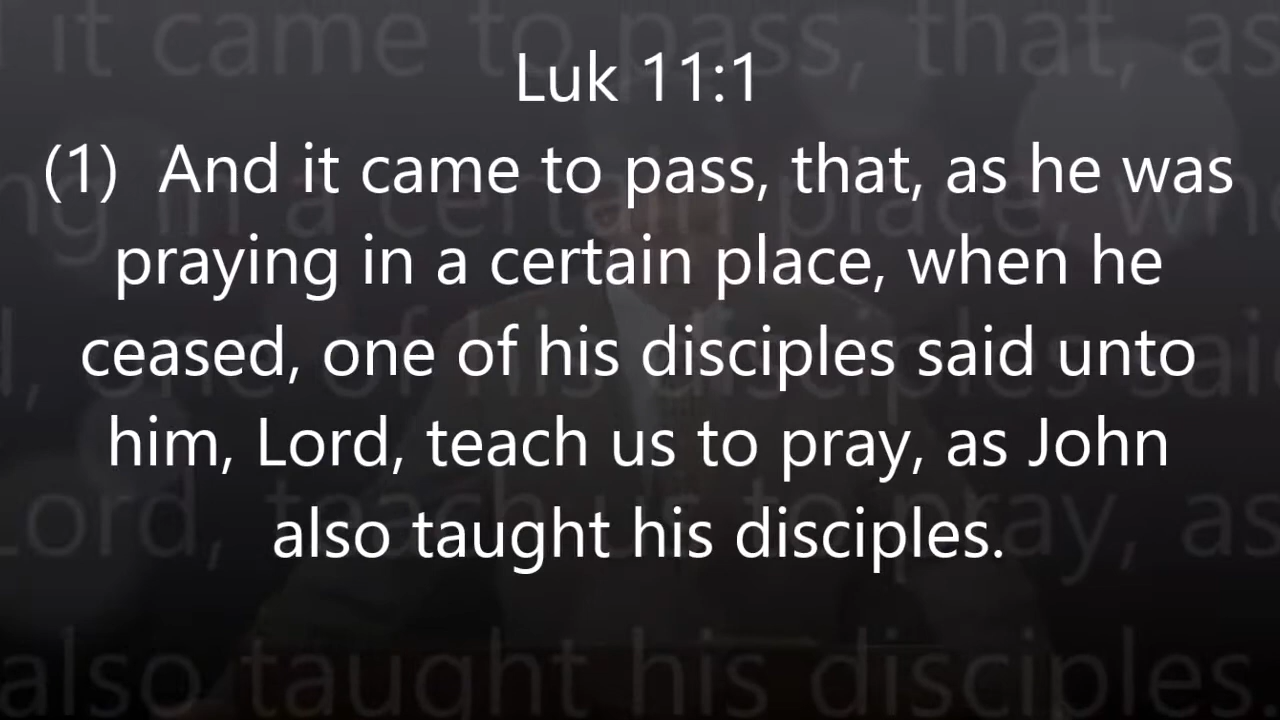 Luk 11:1
(1)  And it came to pass, that, as he was
praying in a certain place, when he
ceased, one of his disciples said unto
him, Lord, teach us to pray, as John
also taught his disciples.